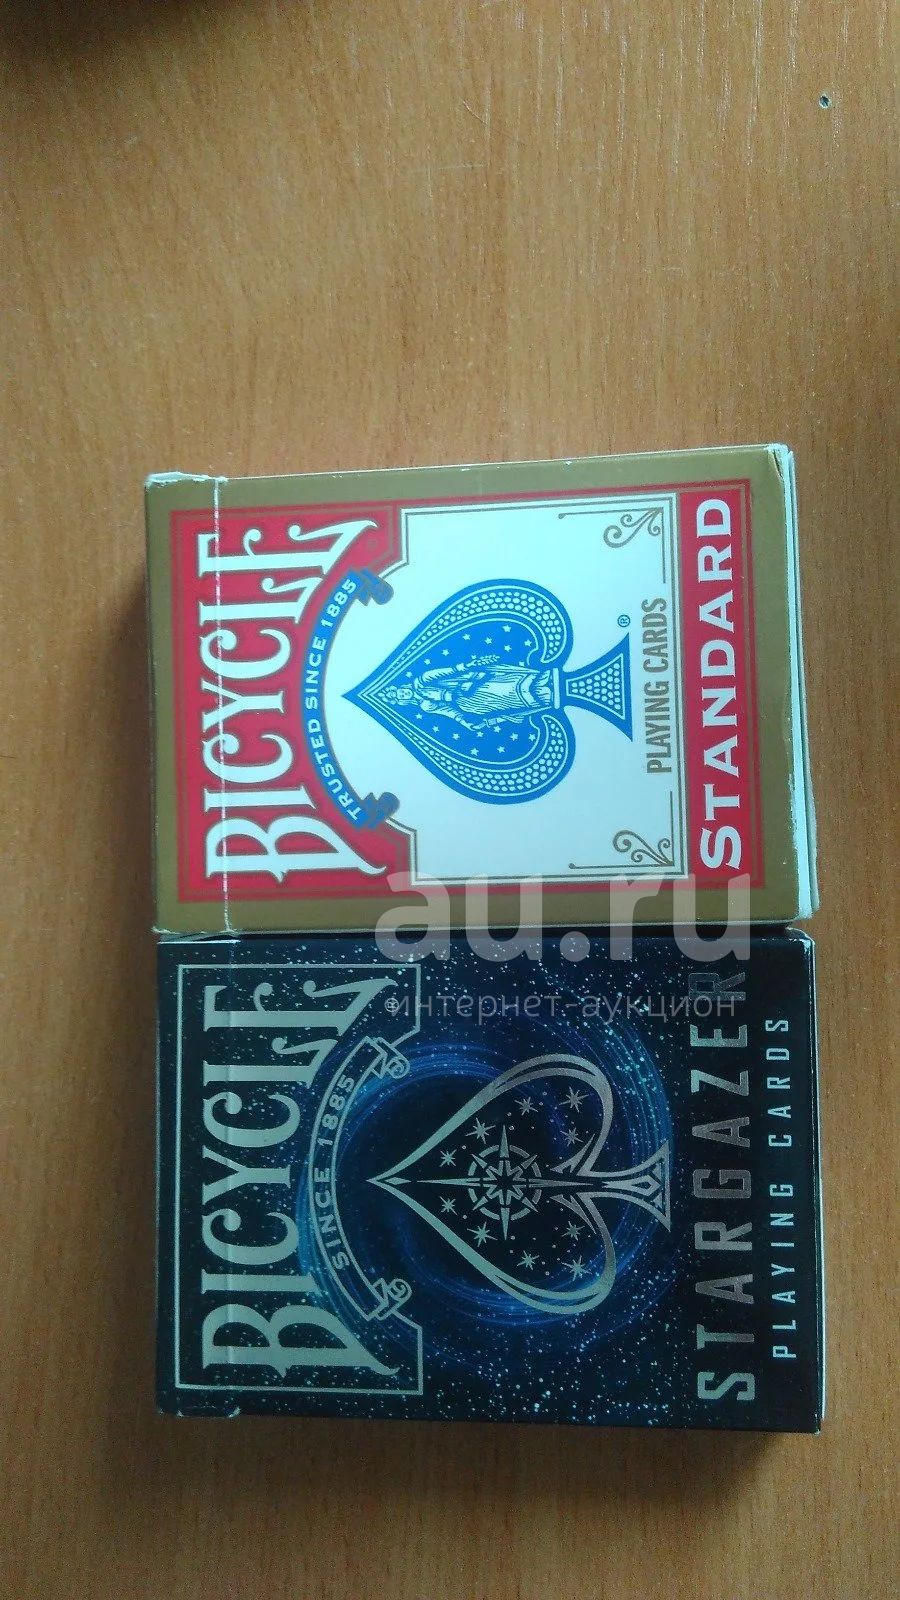 BICYCLE
®
TRUSTED SINCE 1885
®
PLAYING CARDS
STANDARD
BICYCLE
®
SINCE 1885
STARGAZER
PLAYING CARDS
au.ru
интернет-аукцион